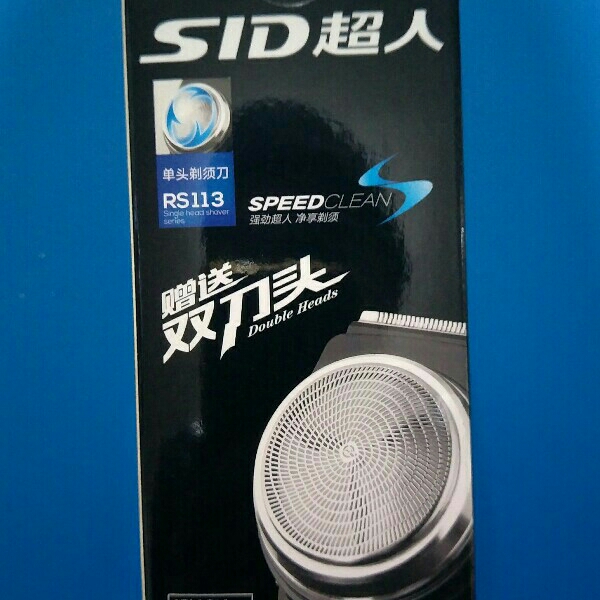 SID超人
单头剃须刀
RS113
Single head shaver
series
SPEEDCLEAN
强劲超人 净享剃须
赠送
双刀头
Double Heads